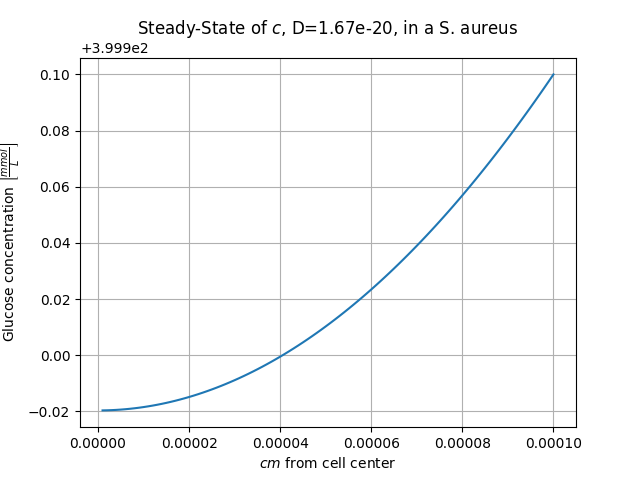 Steady-State of c, D=1.67e-20, in a S. aureus
+3.999e2
0.10
0.08
0.06
0.04
0.02
0.00
−0.02
Glucose concentration [mmol/L]
0.00000 0.00002 0.00004 0.00006 0.00008 0.00010
cm from cell center